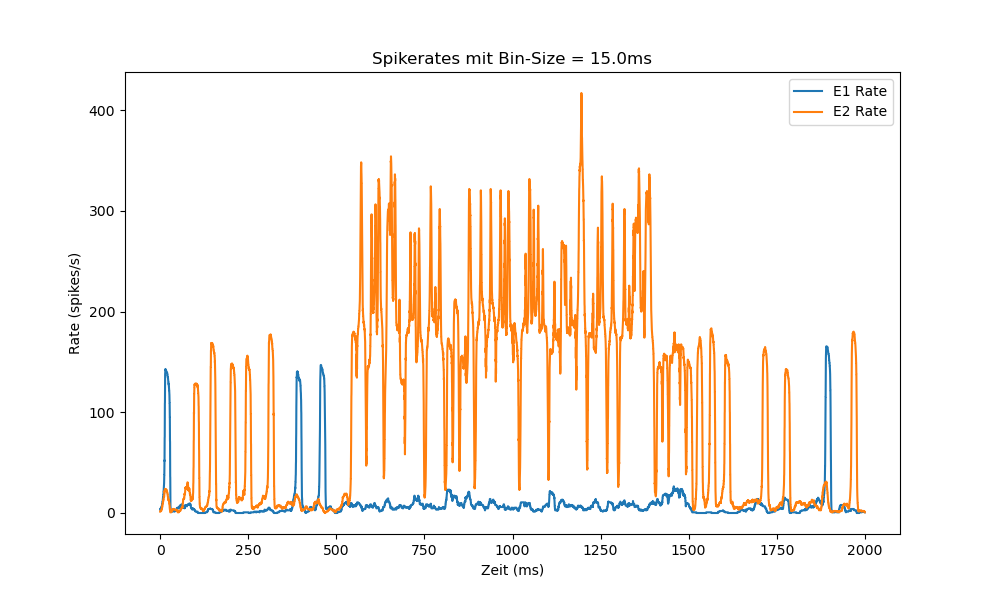 Spikerates mit Bin-Size = 15.0ms
E1 Rate
E2 Rate
Rate (spikes/s)
400
300
200
100
0
0
250
500
750
1000
1250
1500
1750
2000
Zeit (ms)